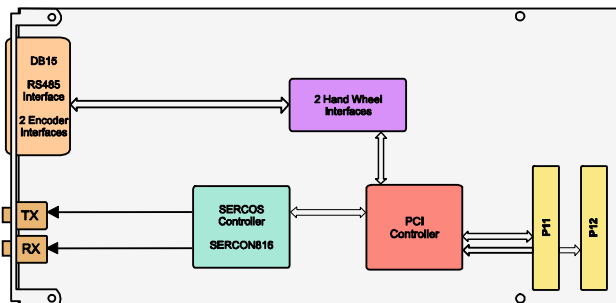 DB15
RS485
Interface
2 Encoder
Interfaces
2 Hand Wheel
Interfaces
TX
RX
SERCOS
Controller
SERCON816
PCI
Controller
P11
P12